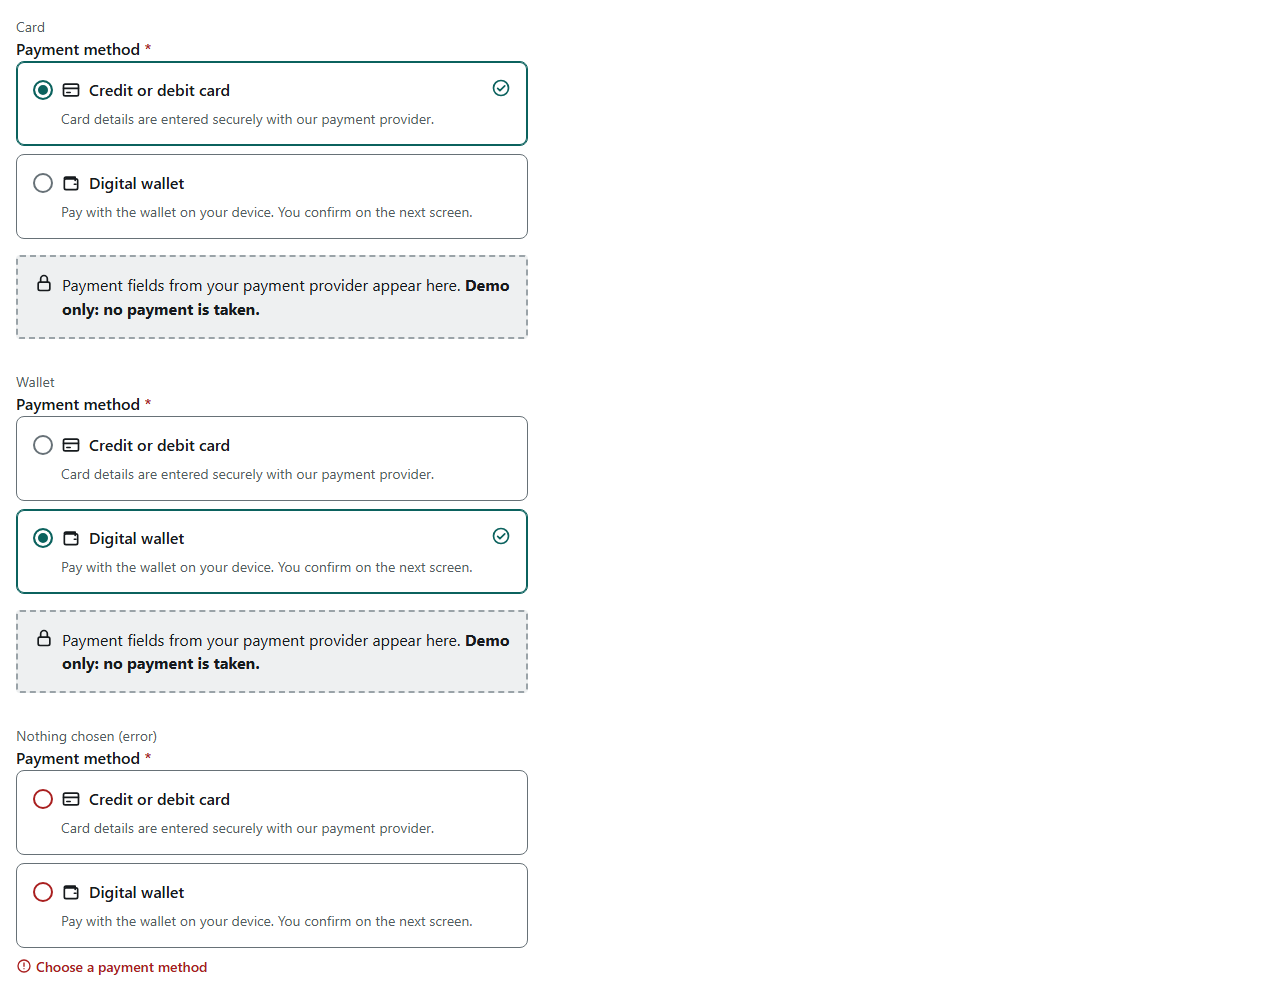 Card
Payment method *
Credit or debit card
Card details are entered securely with our payment provider.
Digital wallet
Pay with the wallet on your device. You confirm on the next screen.
Payment fields from your payment provider appear here. Demo
only: no payment is taken.
Wallet
Payment method *
Credit or debit card
Card details are entered securely with our payment provider.
Digital wallet
Pay with the wallet on your device. You confirm on the next screen.
Payment fields from your payment provider appear here. Demo
only: no payment is taken.
Nothing chosen (error)
Payment method *
Credit or debit card
Card details are entered securely with our payment provider.
Digital wallet
Pay with the wallet on your device. You confirm on the next screen.
Choose a payment method